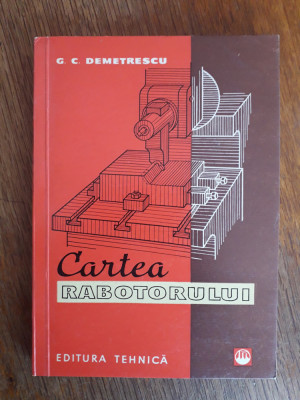 G. C. DEMETRESCU
Cartea
RABOTORULUI
EDITURA TEHNICĂ